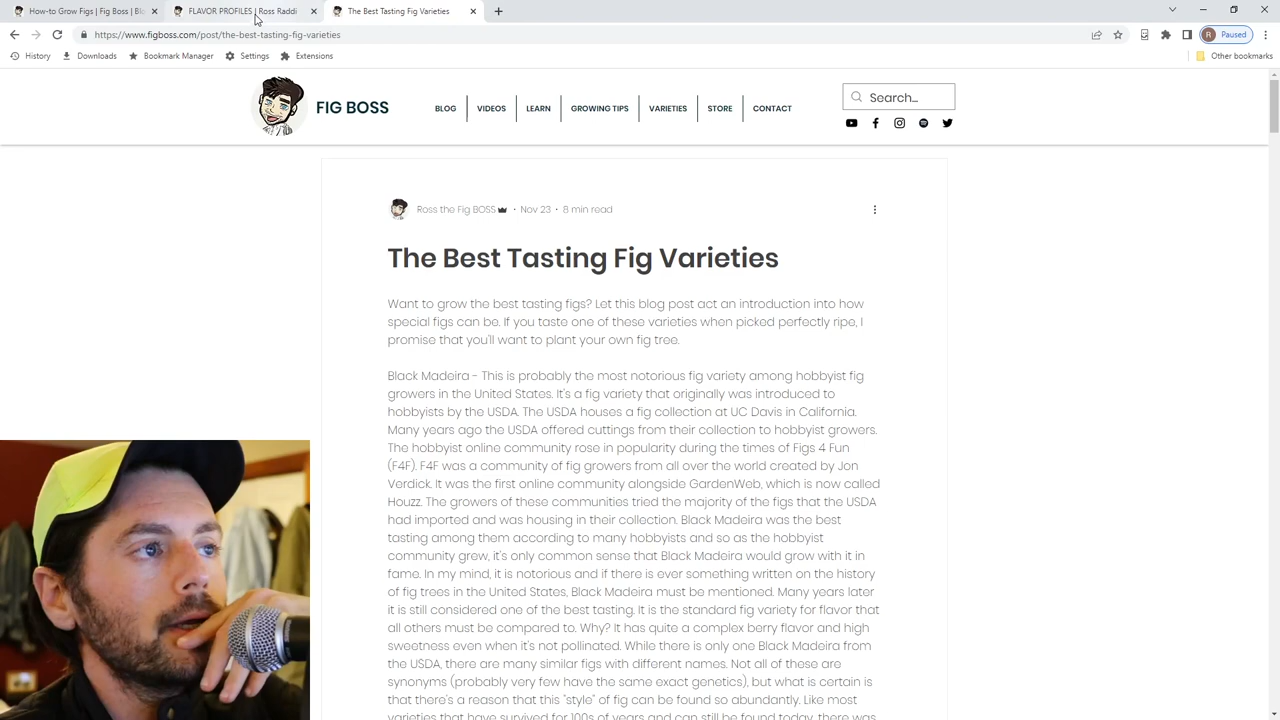 How-to Grow Figs | Fig Boss | Blo
FLAVOR PROFILES | Ross Raddi
The Best Tasting Fig Varieties
https://www.figboss.com/post/the-best-tasting-fig-varieties
R Paused
History
Downloads
Bookmark Manager
Settings
Extensions
Other bookmarks
FIG BOSS
BLOG
VIDEOS
LEARN
GROWING TIPS
VARIETIES
STORE
CONTACT
Search...
Ross the Fig BOSS · Nov 23 · 8 min read
The Best Tasting Fig Varieties
Want to grow the best tasting figs? Let this blog post act an introduction into how
special figs can be. If you taste one of these varieties when picked perfectly ripe, I
promise that you'll want to plant your own fig tree.
Black Madeira - This is probably the most notorious fig variety among hobbyist fig
growers in the United States. It's a fig variety that originally was introduced to
hobbyists by the USDA. The USDA houses a fig collection at UC Davis in California.
Many years ago the USDA offered cuttings from their collection to hobbyist growers.
The hobbyist online community rose in popularity during the times of Figs 4 Fun
(F4F). F4F was a community of fig growers from all over the world created by Jon
Verdick. It was the first online community alongside GardenWeb, which is now called
Houzz. The growers of these communities tried the majority of the figs that the USDA
had imported and was housing in their collection. Black Madeira was the best
tasting among them according to many hobbyists and so as the hobbyist
community grew, it's only common sense that Black Madeira would grow with it in
fame. In my mind, it is notorious and if there is ever something written on the history
of fig trees in the United States, Black Madeira must be mentioned. Many years later
it is still considered one of the best tasting. It is the standard fig variety for flavor that
all others must be compared to. Why? It has quite a complex berry flavor and high
sweetness even when it's not pollinated. While there is only one Black Madeira from
the USDA, there are many similar figs with different names. Not all of these are
synonyms (probably very few have the same exact genetics), but what is certain is
that there's a reason that this "style" of fig can be found so abundantly. Like most
varieties that have survived for 100s of years and can still be found today, there was